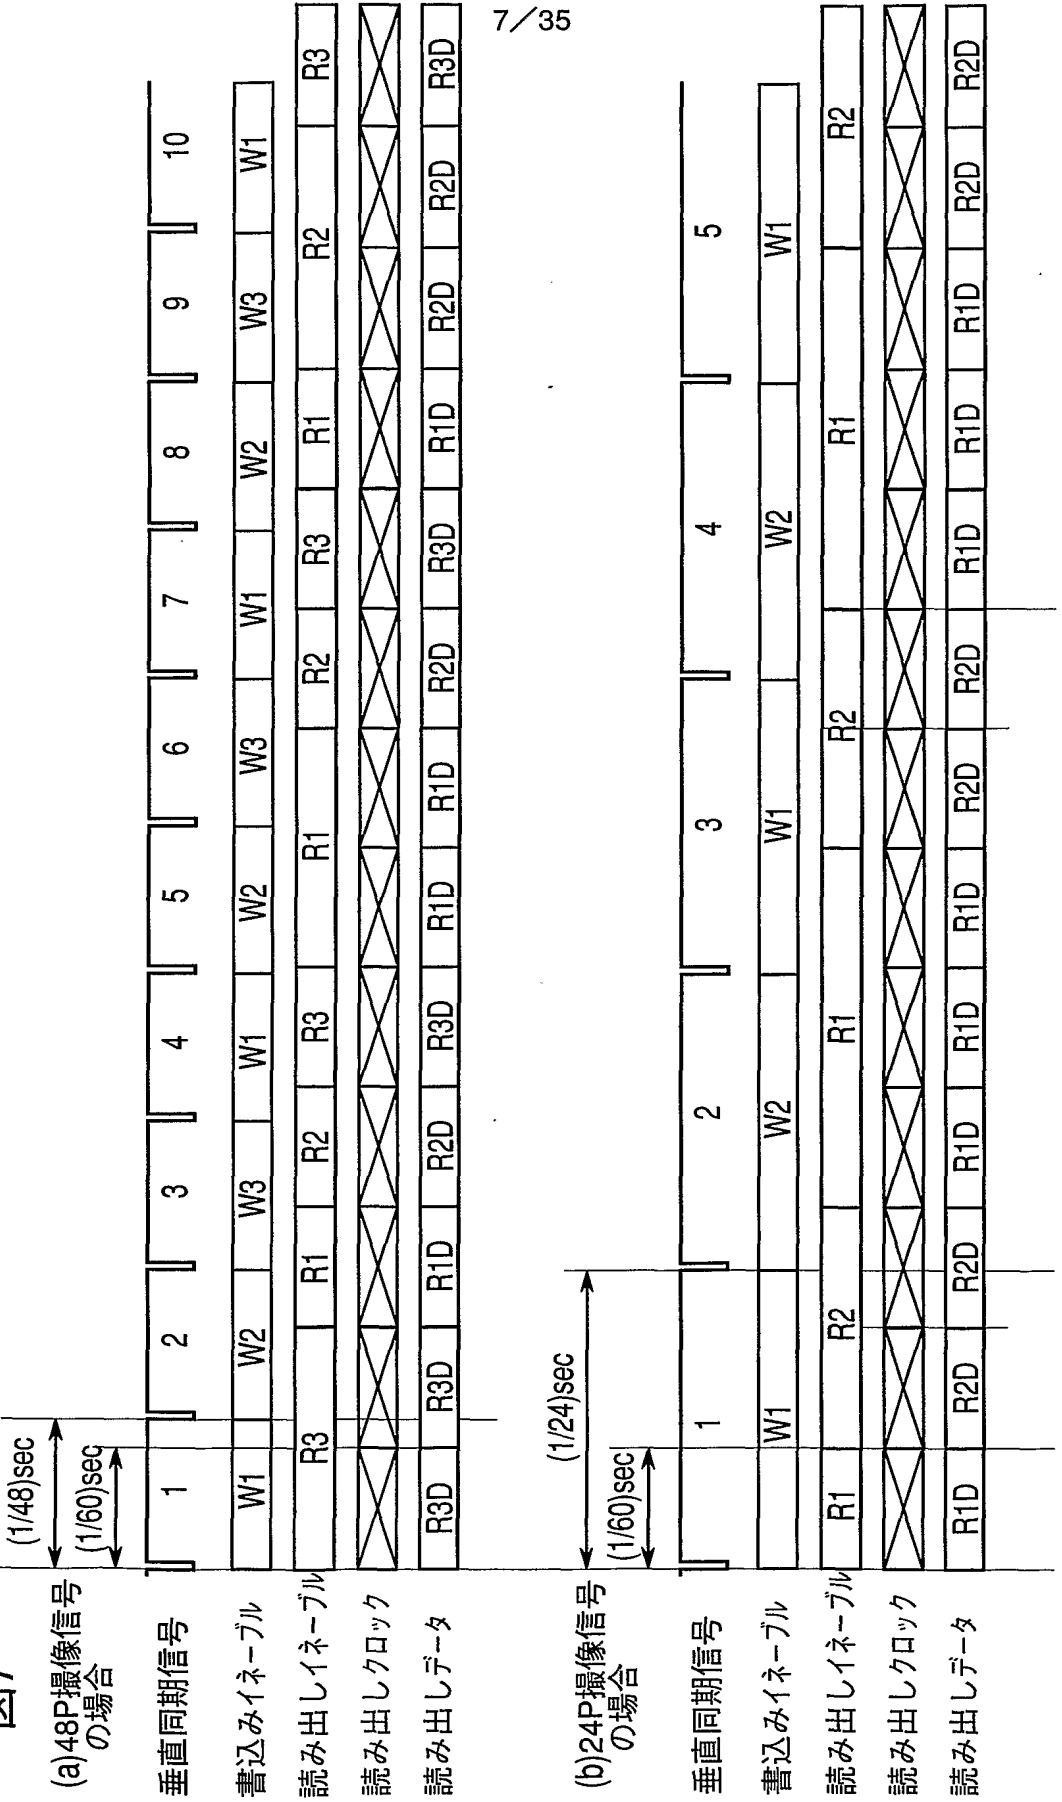 7/35
図7
(a)48P撮像信号
の場合
(1/48)sec
(1/60)sec
垂直同期信号 1 2 3 4 5 6 7 8 9 10
書込みイネーブル W1 W2 W3 W1 W2 W3 W1 W2 W3 W1
読み出しイネーブル R3 R1 R2 R3 R1 R2 R3 R1 R2 R3
読み出しクロック
読み出しデータ R3D R3D R1D R2D R3D R1D R1D R2D R3D R1D R2D R2D R3D
(b)24P撮像信号
の場合
(1/24)sec
(1/60)sec
垂直同期信号 1 2 3 4 5
書込みイネーブル W1 W2 W1 W2 W1
読み出しイネーブル R1 R2 R1 R2 R1 R2
読み出しクロック
読み出しデータ R1D R2D R2D R1D R1D R1D R2D R2D R1D R1D R1D R2D R2D